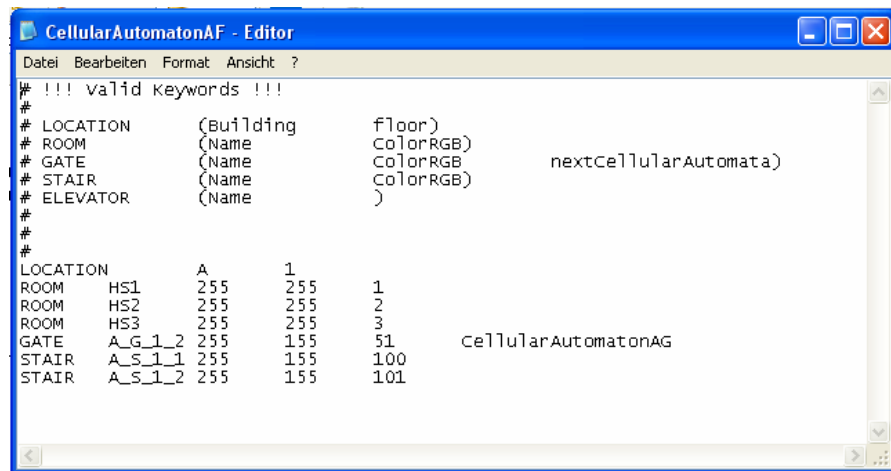 CellularAutomatonAF - Editor
Datei Bearbeiten Format Ansicht ?
# !!! Valid Keywords !!!
#
# LOCATION (Building floor)
# ROOM (Name ColorRGB)
# GATE (Name ColorRGB nextCellularAutomata)
# STAIR (Name ColorRGB)
# ELEVATOR (Name )
#
#
#
LOCATION A 1
ROOM HS1 255 255 1
ROOM HS2 255 255 2
ROOM HS3 255 255 3
GATE A_G_1_2 255 155 51 CellularAutomatonAG
STAIR A_S_1_1 255 155 100
STAIR A_S_1_2 255 155 101